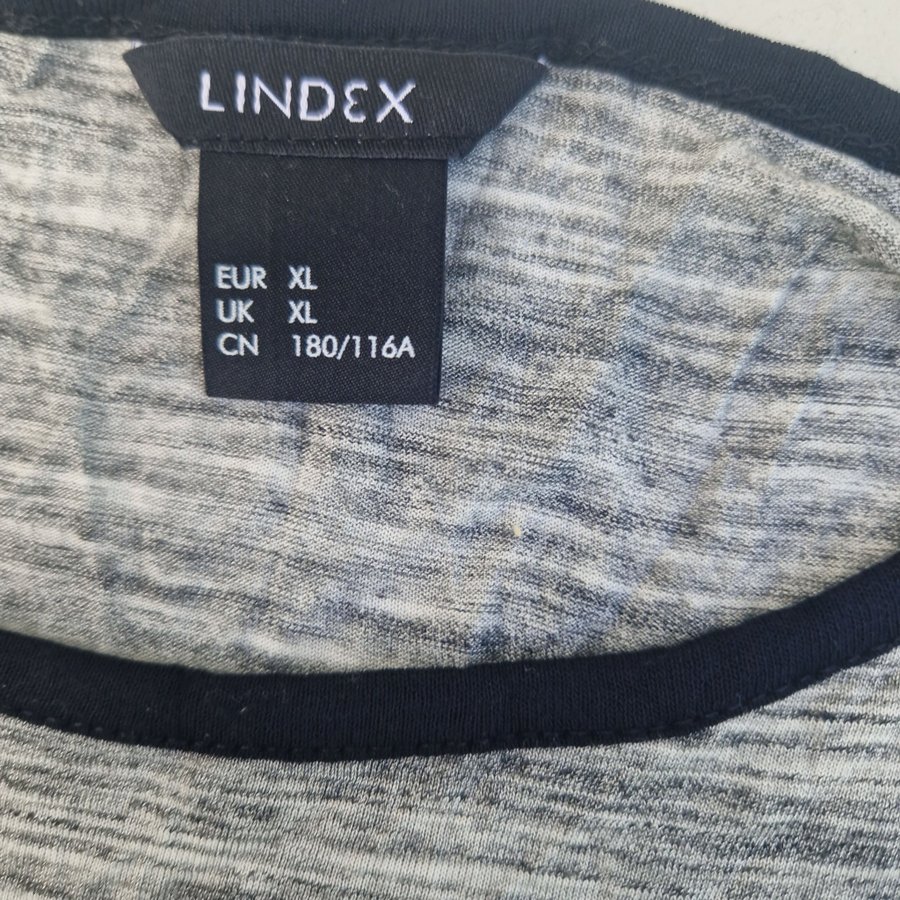 LINDEX
EUR XL
UK XL
CN 180/116A